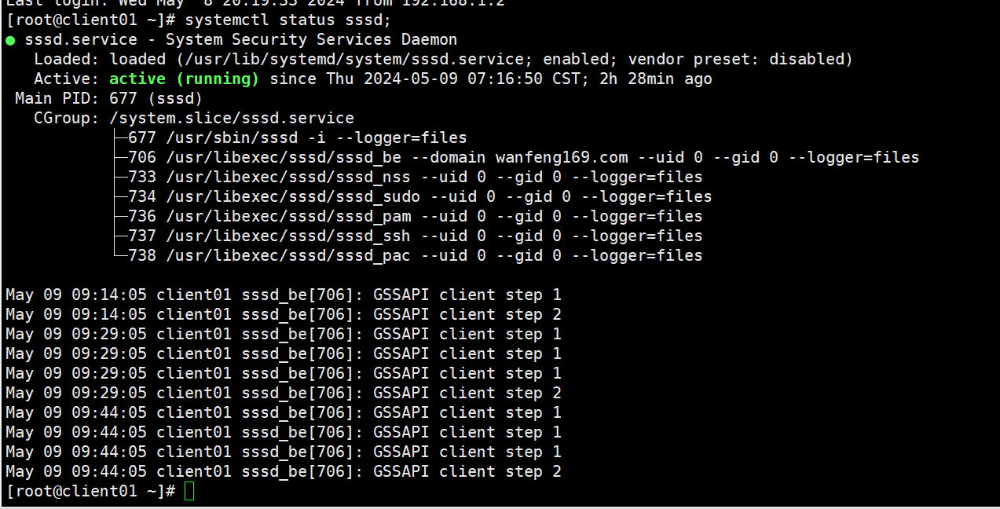 Last login: Wed May  8 20:19:33 2024 from 192.168.1.2
[root@client01 ~]# systemctl status sssd;
● sssd.service - System Security Services Daemon
   Loaded: loaded (/usr/lib/systemd/system/sssd.service; enabled; vendor preset: disabled)
   Active: active (running) since Thu 2024-05-09 07:16:50 CST; 2h 28min ago
 Main PID: 677 (sssd)
   CGroup: /system.slice/sssd.service
           ├─677 /usr/sbin/sssd -i --logger=files
           ├─706 /usr/libexec/sssd/sssd_be --domain wanfeng169.com --uid 0 --gid 0 --logger=files
           ├─733 /usr/libexec/sssd/sssd_nss --uid 0 --gid 0 --logger=files
           ├─734 /usr/libexec/sssd/sssd_sudo --uid 0 --gid 0 --logger=files
           ├─736 /usr/libexec/sssd/sssd_pam --uid 0 --gid 0 --logger=files
           ├─737 /usr/libexec/sssd/sssd_ssh --uid 0 --gid 0 --logger=files
           └─738 /usr/libexec/sssd/sssd_pac --uid 0 --gid 0 --logger=files

May 09 09:14:05 client01 sssd_be[706]: GSSAPI client step 1
May 09 09:14:05 client01 sssd_be[706]: GSSAPI client step 2
May 09 09:29:05 client01 sssd_be[706]: GSSAPI client step 1
May 09 09:29:05 client01 sssd_be[706]: GSSAPI client step 1
May 09 09:29:05 client01 sssd_be[706]: GSSAPI client step 1
May 09 09:29:05 client01 sssd_be[706]: GSSAPI client step 2
May 09 09:44:05 client01 sssd_be[706]: GSSAPI client step 1
May 09 09:44:05 client01 sssd_be[706]: GSSAPI client step 1
May 09 09:44:05 client01 sssd_be[706]: GSSAPI client step 1
May 09 09:44:05 client01 sssd_be[706]: GSSAPI client step 2
[root@client01 ~]#